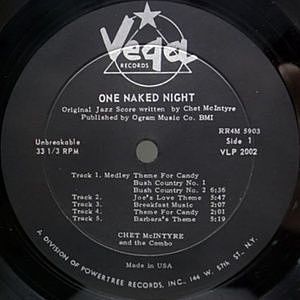 Vega
RECORDS
ONE NAKED NIGHT
Original Jazz Score written by Chet McIntyre
Published by Ogram Music Co. BMI
RR4M 5903
Unbreakable
Side 1
33 1/3 RPM
VLP 2002
Track 1. Medley Theme For Candy
Bush Country No. 1
Bush Country No. 2 6:36
Track 2. Joe's Love Theme 5:47
Track 3. Breakfast Music 2:07
Track 4. Theme For Candy 2:01
Track 5. Barbara's Theme 5:19
CHET McINTYRE
and the Combo
Made in USA
A DIVISION OF POWERTREE RECORDS, INC., 144 W. 57th ST., N.Y.